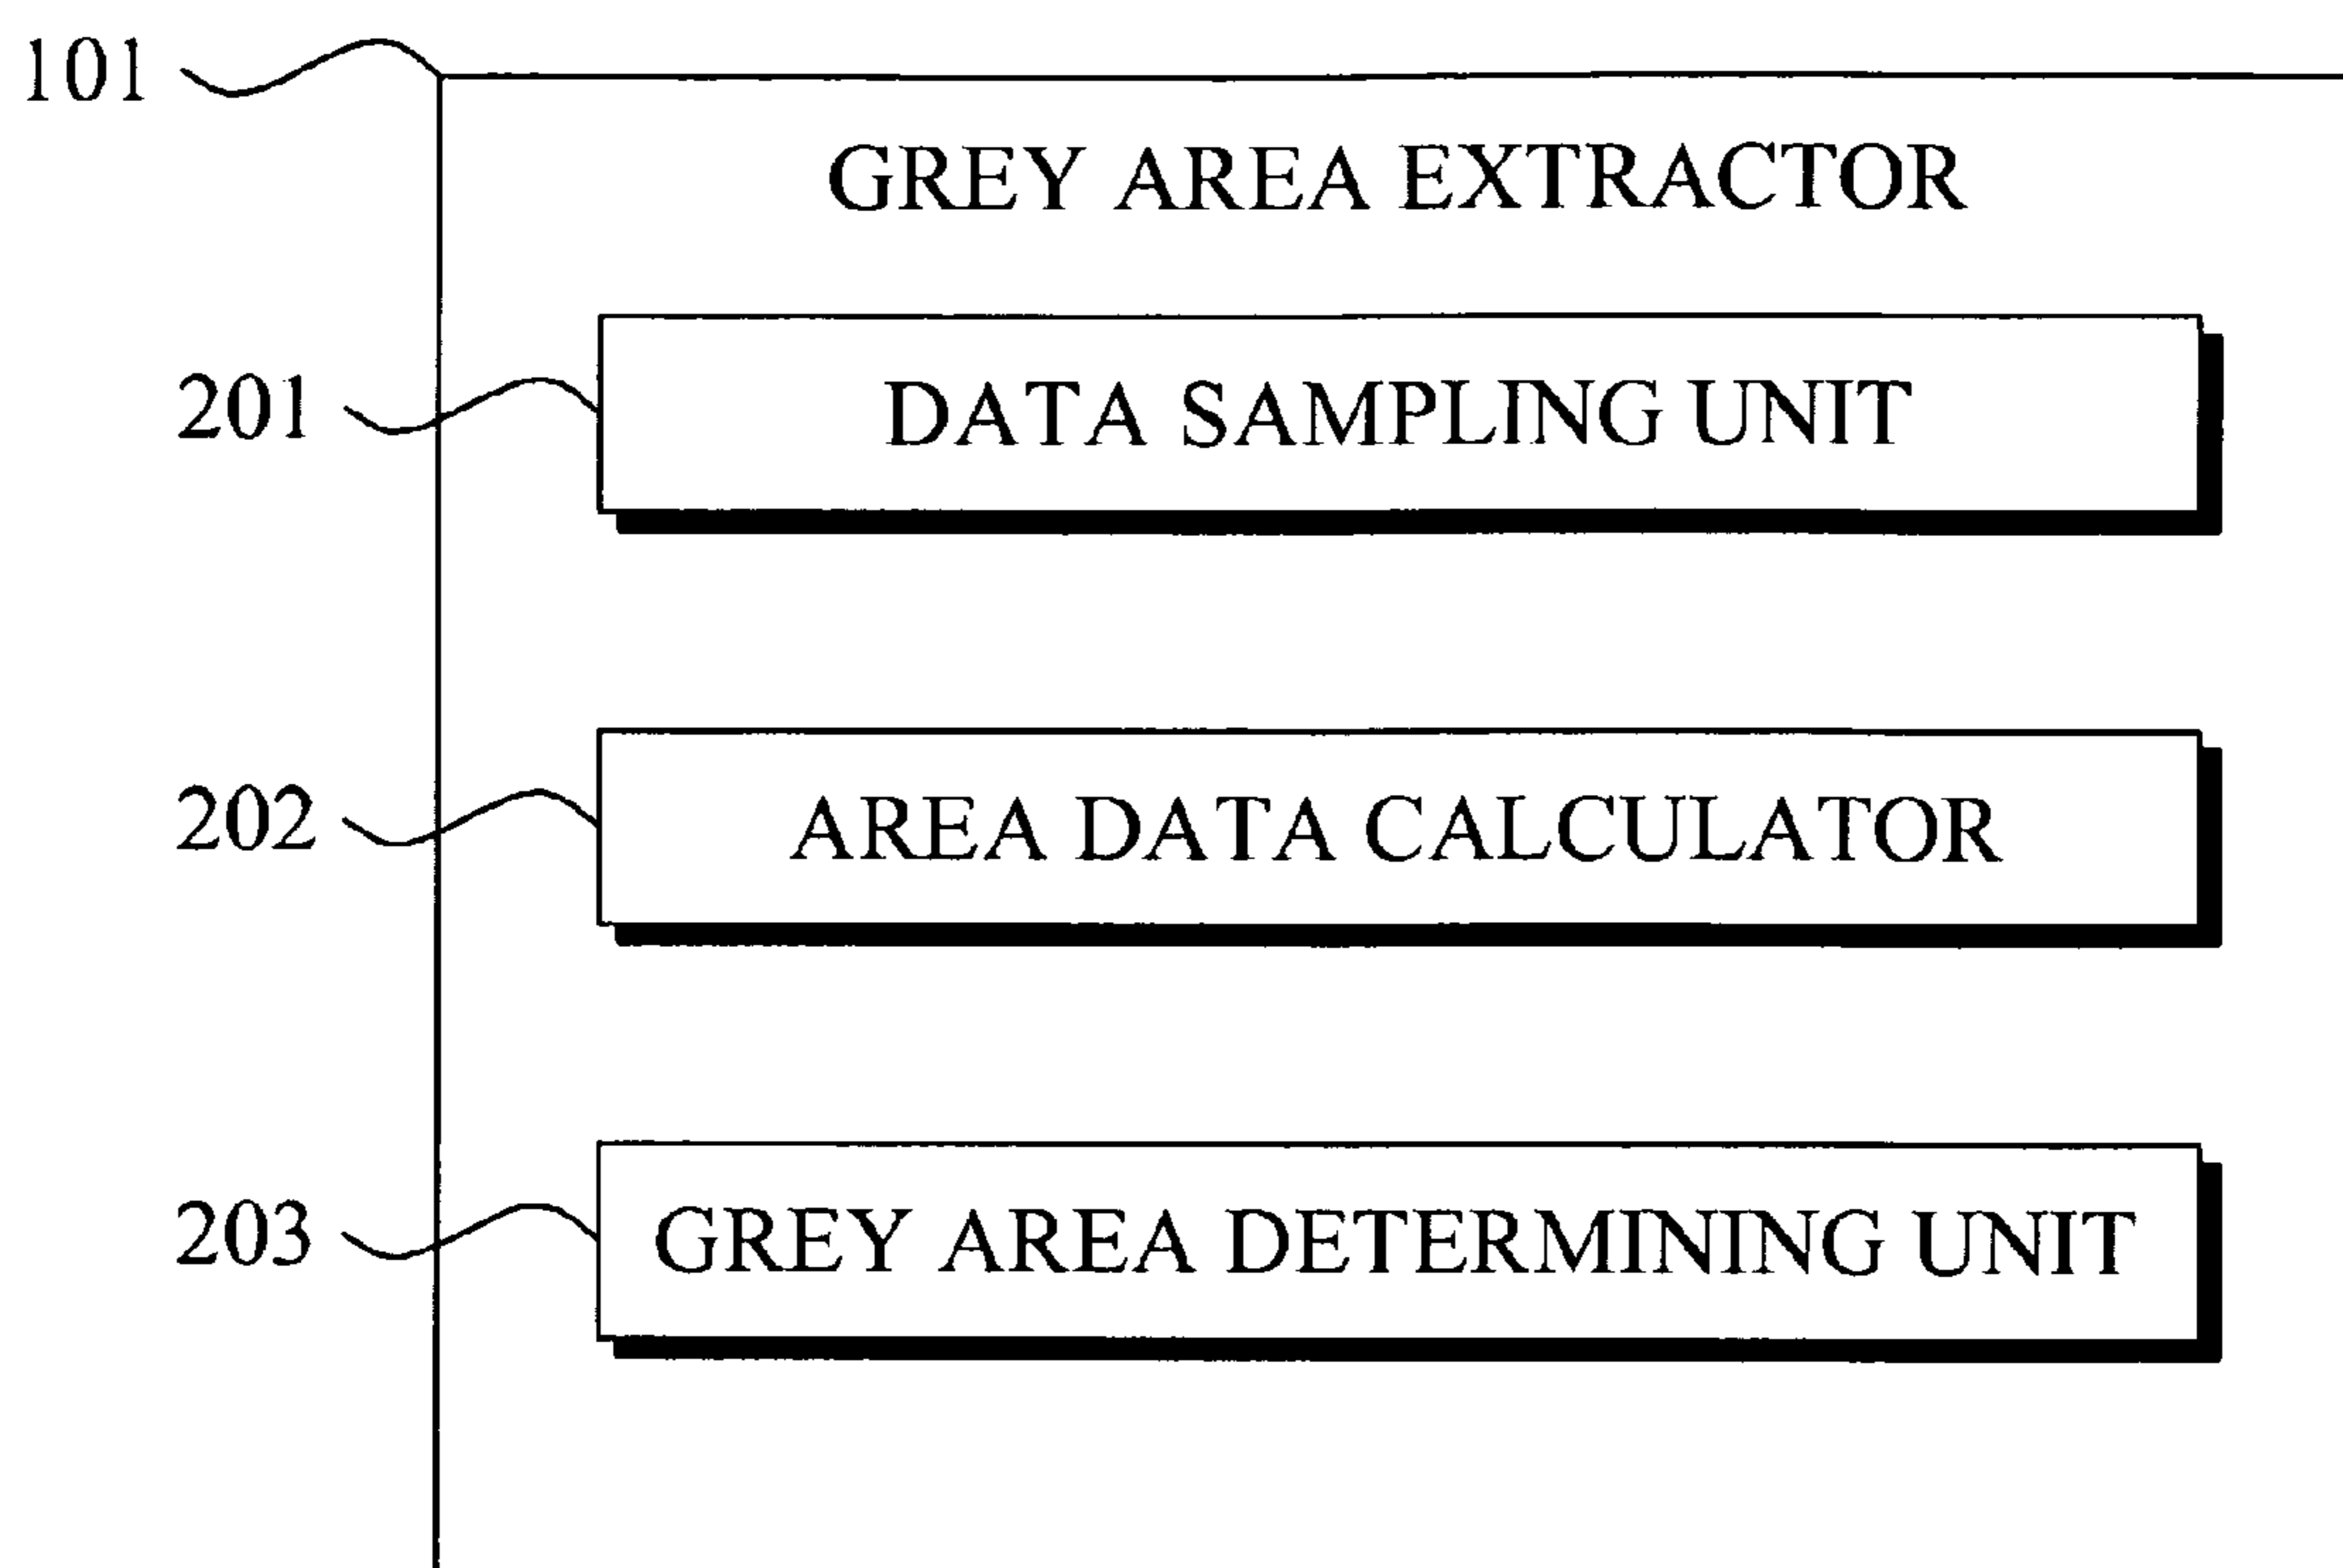 101
GREY AREA EXTRACTOR
201 DATA SAMPLING UNIT
202 AREA DATA CALCULATOR
203 GREY AREA DETERMINING UNIT